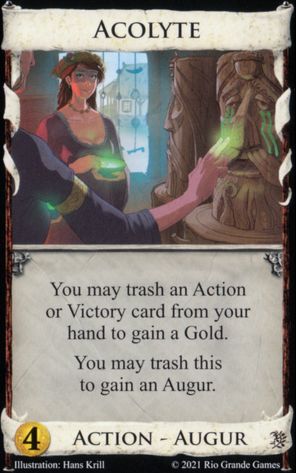 ACOLYTE
You may trash an Action
or Victory card from your
hand to gain a Gold.
You may trash this
to gain an Augur.
4
ACTION - AUGUR
Illustration: Hans Krill
© 2021 Rio Grande Games